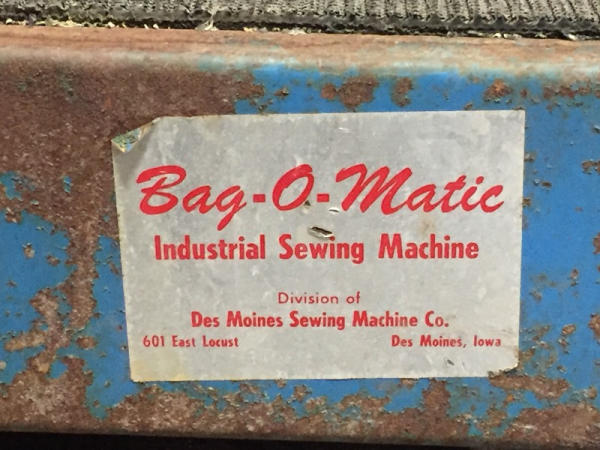 Bag-O-Matic
Industrial Sewing Machine
Division of
Des Moines Sewing Machine Co.
601 East Locust Des Moines, Iowa